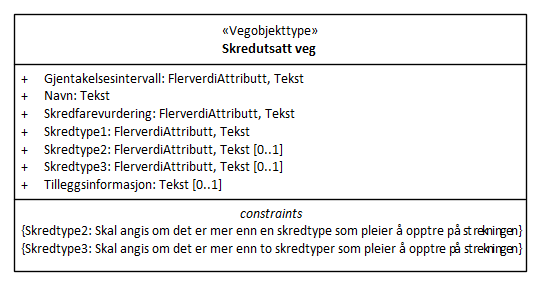 «Vegobjekttype»
Skredutsatt veg
+ Gjentakelsesintervall: FlerverdiAttributt, Tekst
+ Navn: Tekst
+ Skredfarevurdering: FlerverdiAttributt, Tekst
+ Skredtype1: FlerverdiAttributt, Tekst
+ Skredtype2: FlerverdiAttributt, Tekst [0..1]
+ Skredtype3: FlerverdiAttributt, Tekst [0..1]
+ Tilleggsinformasjon: Tekst [0..1]
constraints
{Skredtype2: Skal angis om det er mer enn en skredtype som pleier å opptre på strekningen}
{Skredtype3: Skal angis om det er mer enn to skredtyper som pleier å opptre på strekningen}